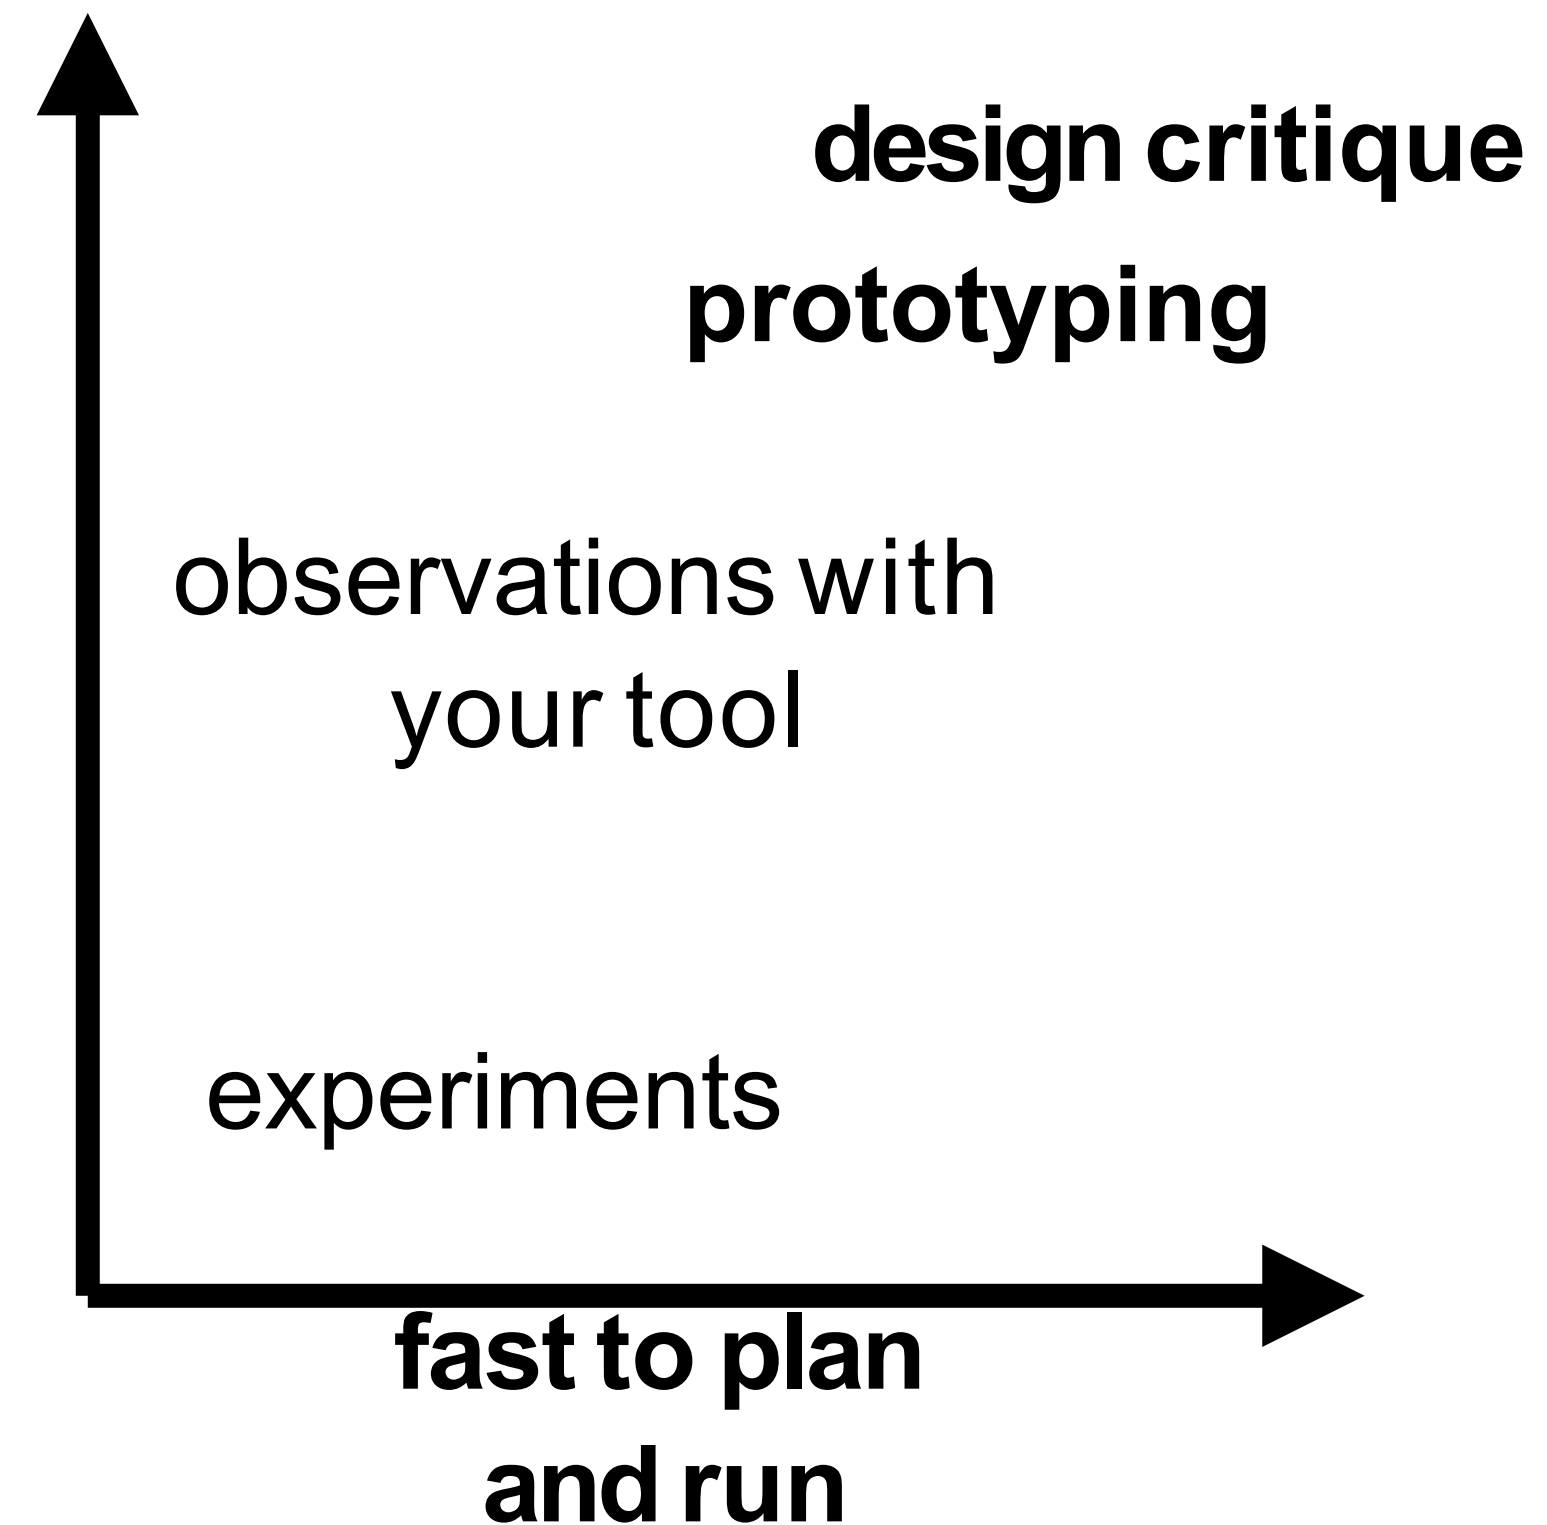 design critique
prototyping
observations with
your tool
experiments
fast to plan
and run